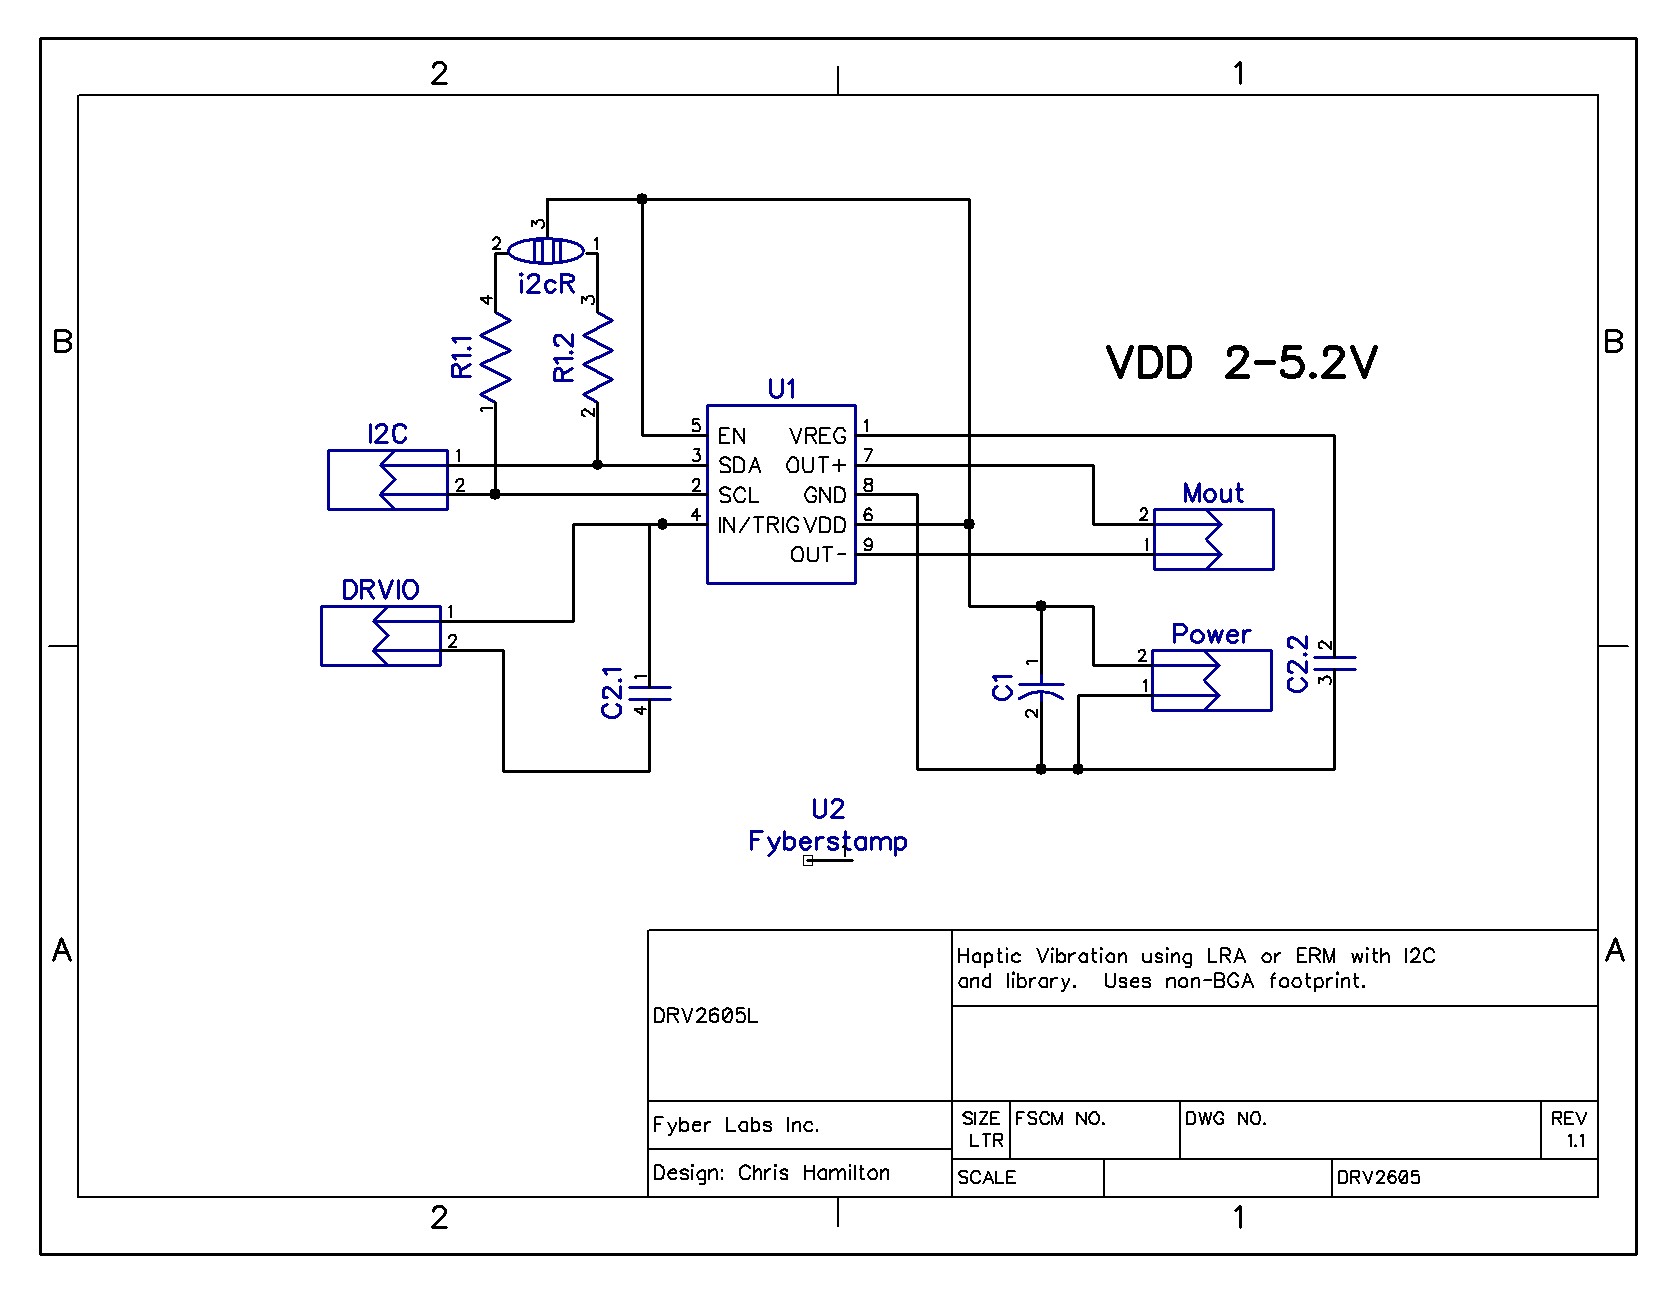 2 1
3
2 1
i2cR
4 3
B R1.1 R1.2 VDD 2-5.2V B
U1
1 2
I2C
5 EN VREG 1
1 3 SDA OUT+ 7
2 2 SCL GND 8
Mout
4 IN/TRIG VDD 6 2
OUT- 9 1
DRVIO
1
2
Power
2
1
C2.1 1 4
C1 1 2
C2.2 2 3
U2
Fyberstamp
1
A A
Haptic Vibration using LRA or ERM with I2C
and library. Uses non-BGA footprint.
DRV2605L
Fyber Labs Inc.
SIZE FSCM NO. DWG NO. REV
LTR 1.1
Design: Chris Hamilton
SCALE DRV2605
2 1